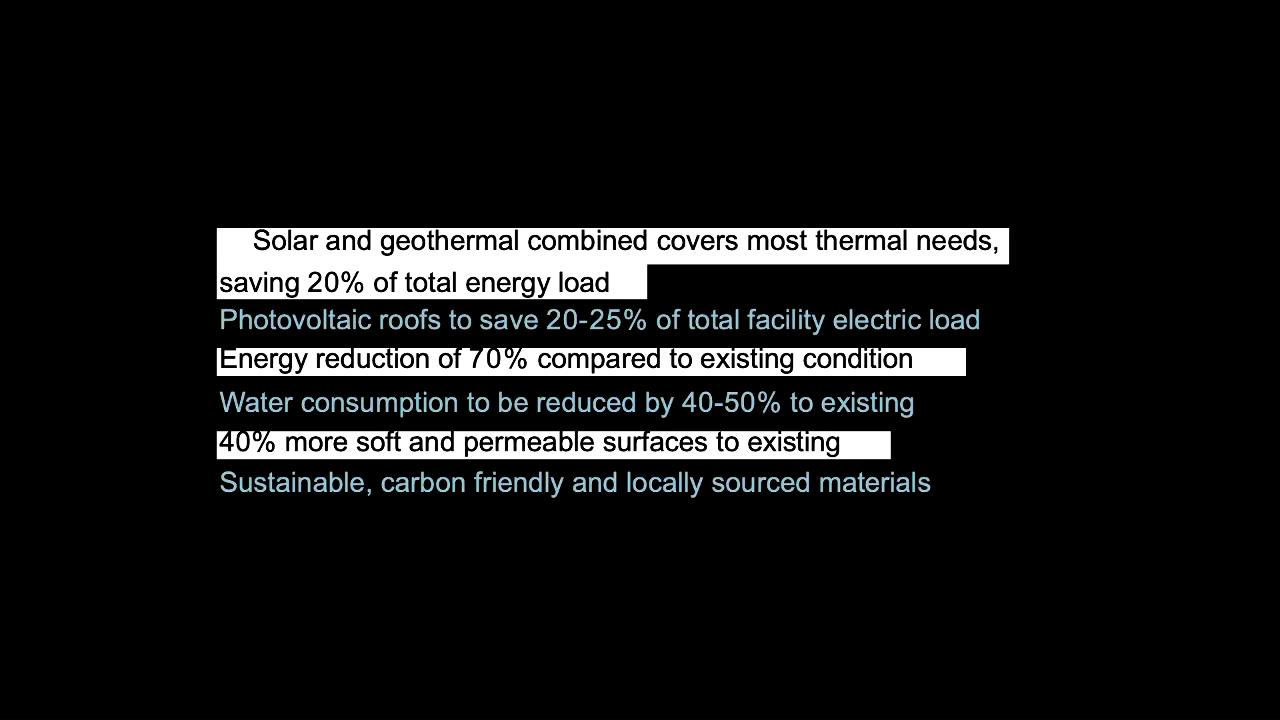 Solar and geothermal combined covers most thermal needs,
saving 20% of total energy load
Photovoltaic roofs to save 20-25% of total facility electric load
Energy reduction of 70% compared to existing condition
Water consumption to be reduced by 40-50% to existing
40% more soft and permeable surfaces to existing
Sustainable, carbon friendly and locally sourced materials